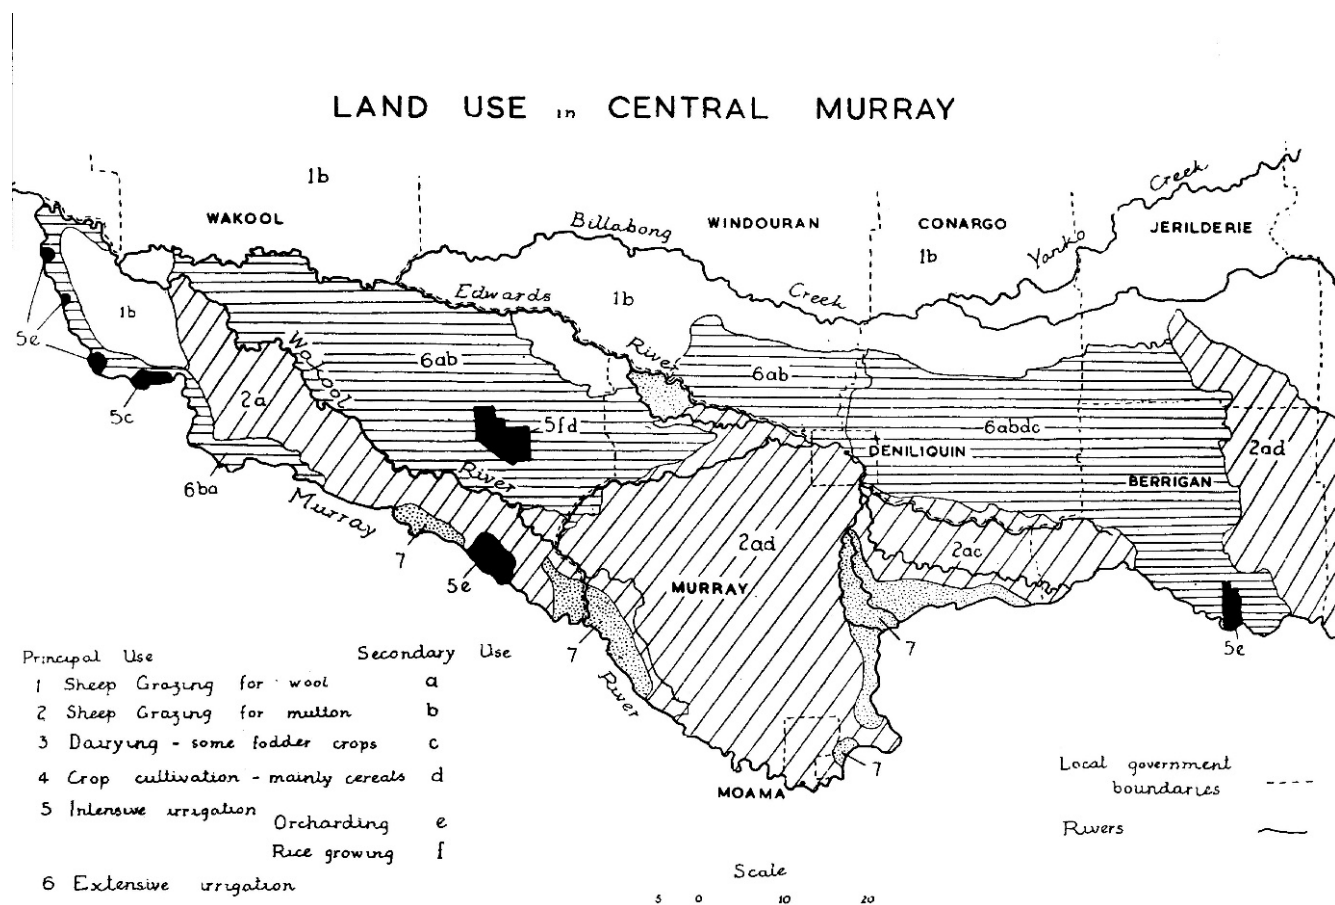 LAND USE in CENTRAL MURRAY
1b
WAKOOL
Billabong
WINDOURAN
CONARGO
Creek
JERILDERIE
1b
Yanko
Edwards
1b
Creek
1b
5e
Wakool
River
6ab
6ab
5c
2a
5fd
6abdc
DENILIQUIN
2ad
BERRIGAN
6ba
River
Murray
7
5e
2ad
2ac
MURRAY
7
7
5e
River
7
MOAMA
Principal Use Secondary Use
1 Sheep Grazing for wool a
2 Sheep Grazing for mutton b
3 Dairying - some fodder crops c
4 Crop cultivation - mainly cereals d
5 Intensive irrigation
Orcharding e
Rice growing f
6 Extensive irrigation
Local government
boundaries
Rivers
Scale
5 0 10 20